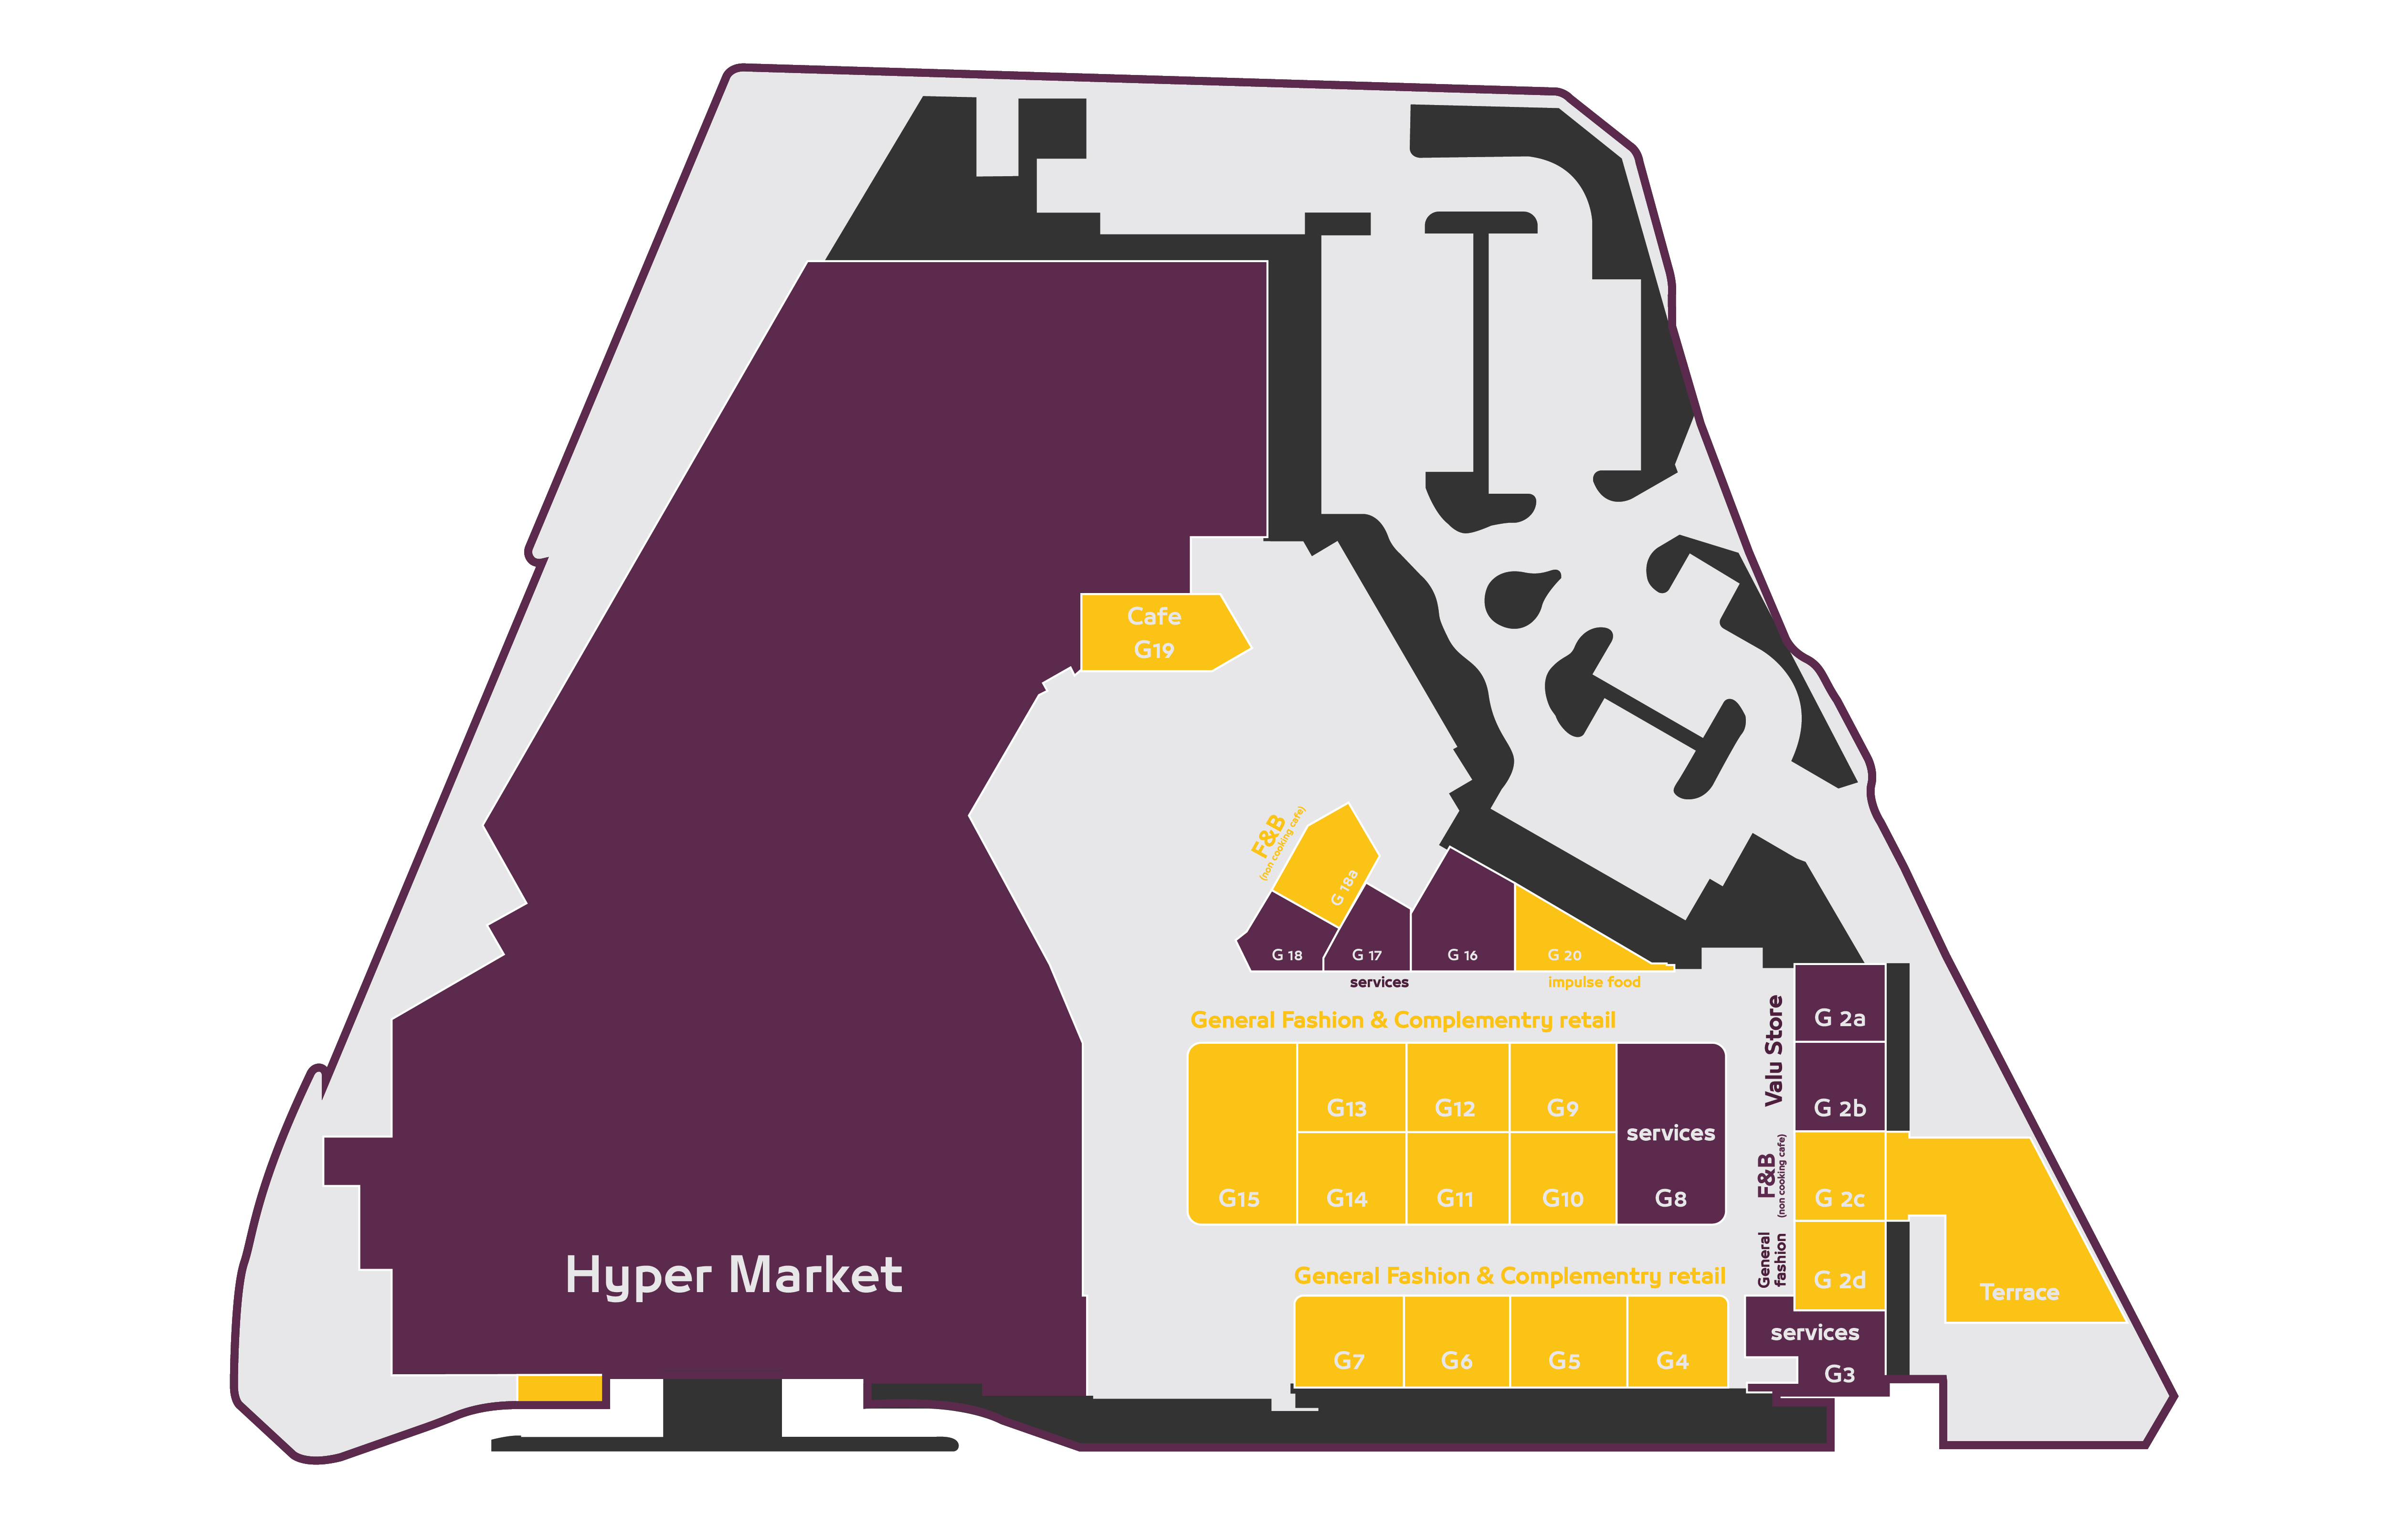 Cafe
G19
F&B
(non cooking cafe)
G 18a
G 18
G 17
G 16
G 20
services
impulse food
General Fashion & Complementry retail
G13
G12
G9
services
G15
G14
G11
G10
G8
Valu Store
G 2a
G 2b
F&B
(non cooking cafe)
G 2c
General
fashion
G 2d
Terrace
Hyper Market
General Fashion & Complementry retail
G7
G6
G5
G4
services
G3